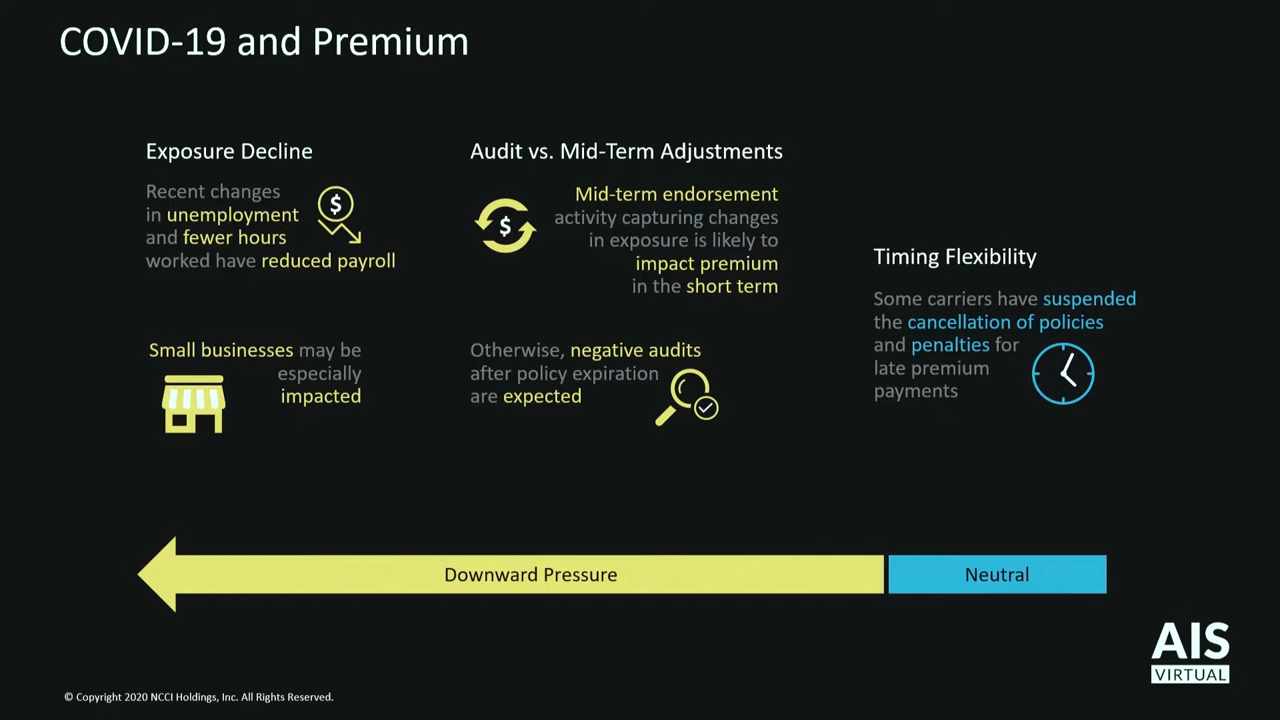 COVID-19 and Premium
Exposure Decline
Recent changes
in unemployment
and fewer hours
worked have reduced payroll
$
Small businesses may be
especially
impacted
Audit vs. Mid-Term Adjustments
$
Mid-term endorsement
activity capturing changes
in exposure is likely to
impact premium
in the short term
Otherwise, negative audits
after policy expiration
are expected
Timing Flexibility
Some carriers have suspended
the cancellation of policies
and penalties for
late premium
payments
Downward Pressure
Neutral
AIS
VIRTUAL
© Copyright 2020 NCCI Holdings, Inc. All Rights Reserved.